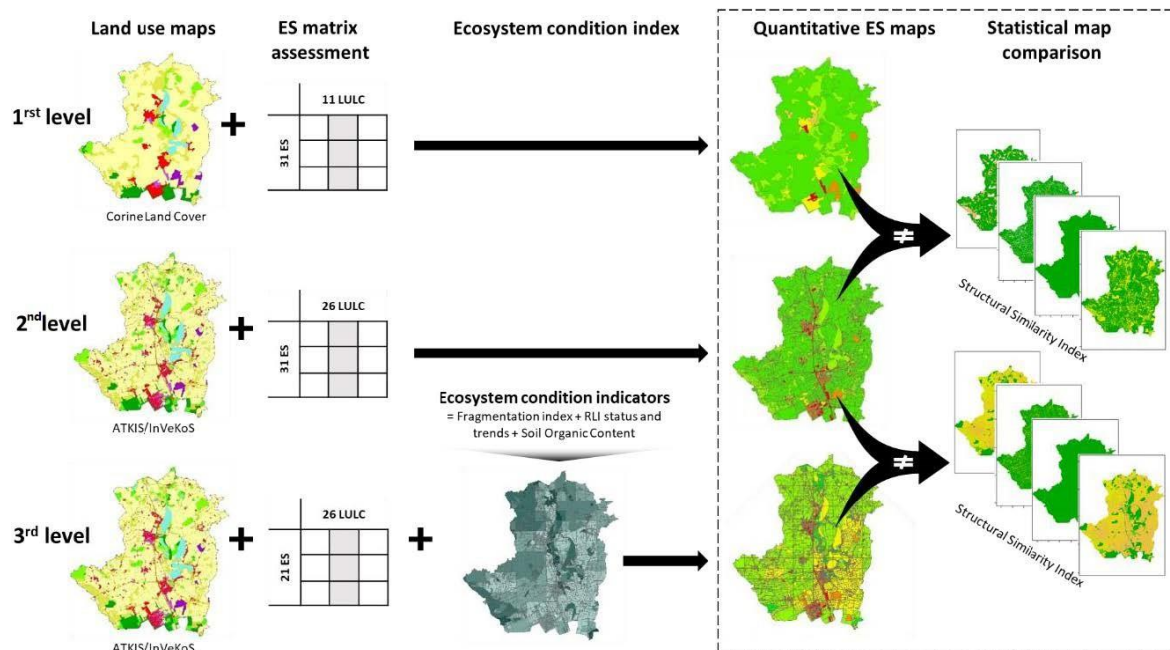 Land use maps
ES matrix
assessment
Ecosystem condition index
Quantitative ES maps
Statistical map
comparison
1rst level
+
11 LULC
31 ES
Corine Land Cover
≠
Structural Similarity Index
2nd level
+
26 LULC
31 ES
ATKIS/InVeKoS
Ecosystem condition indicators
= Fragmentation index + RLI status and
trends + Soil Organic Content
≠
Structural Similarity Index
3rd level
+
26 LULC
21 ES
+
ATKIS/InVeKoS